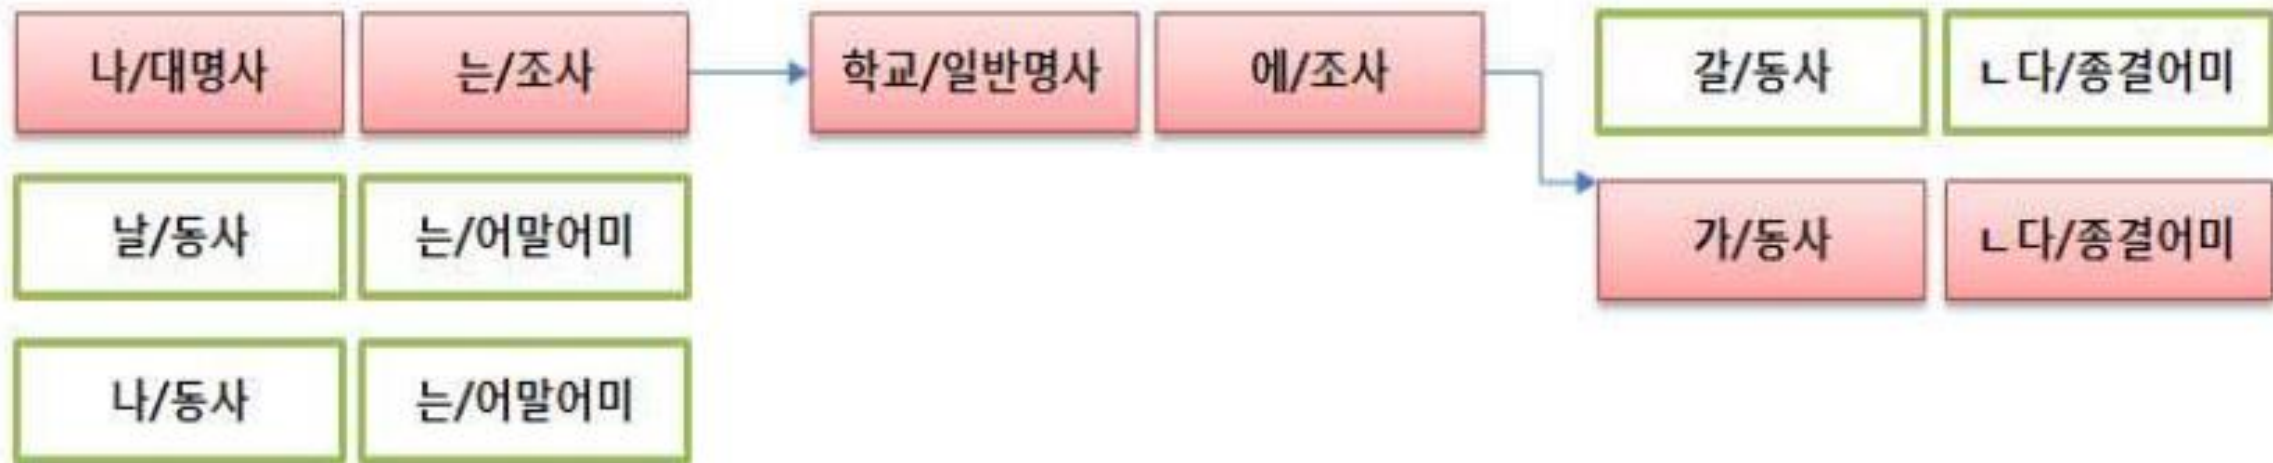 나/대명사 는/조사 학교/일반명사 에/조사 갈/동사 ㄴ다/종결어미
날/동사 는/어말어미 가/동사 ㄴ다/종결어미
나/동사 는/어말어미